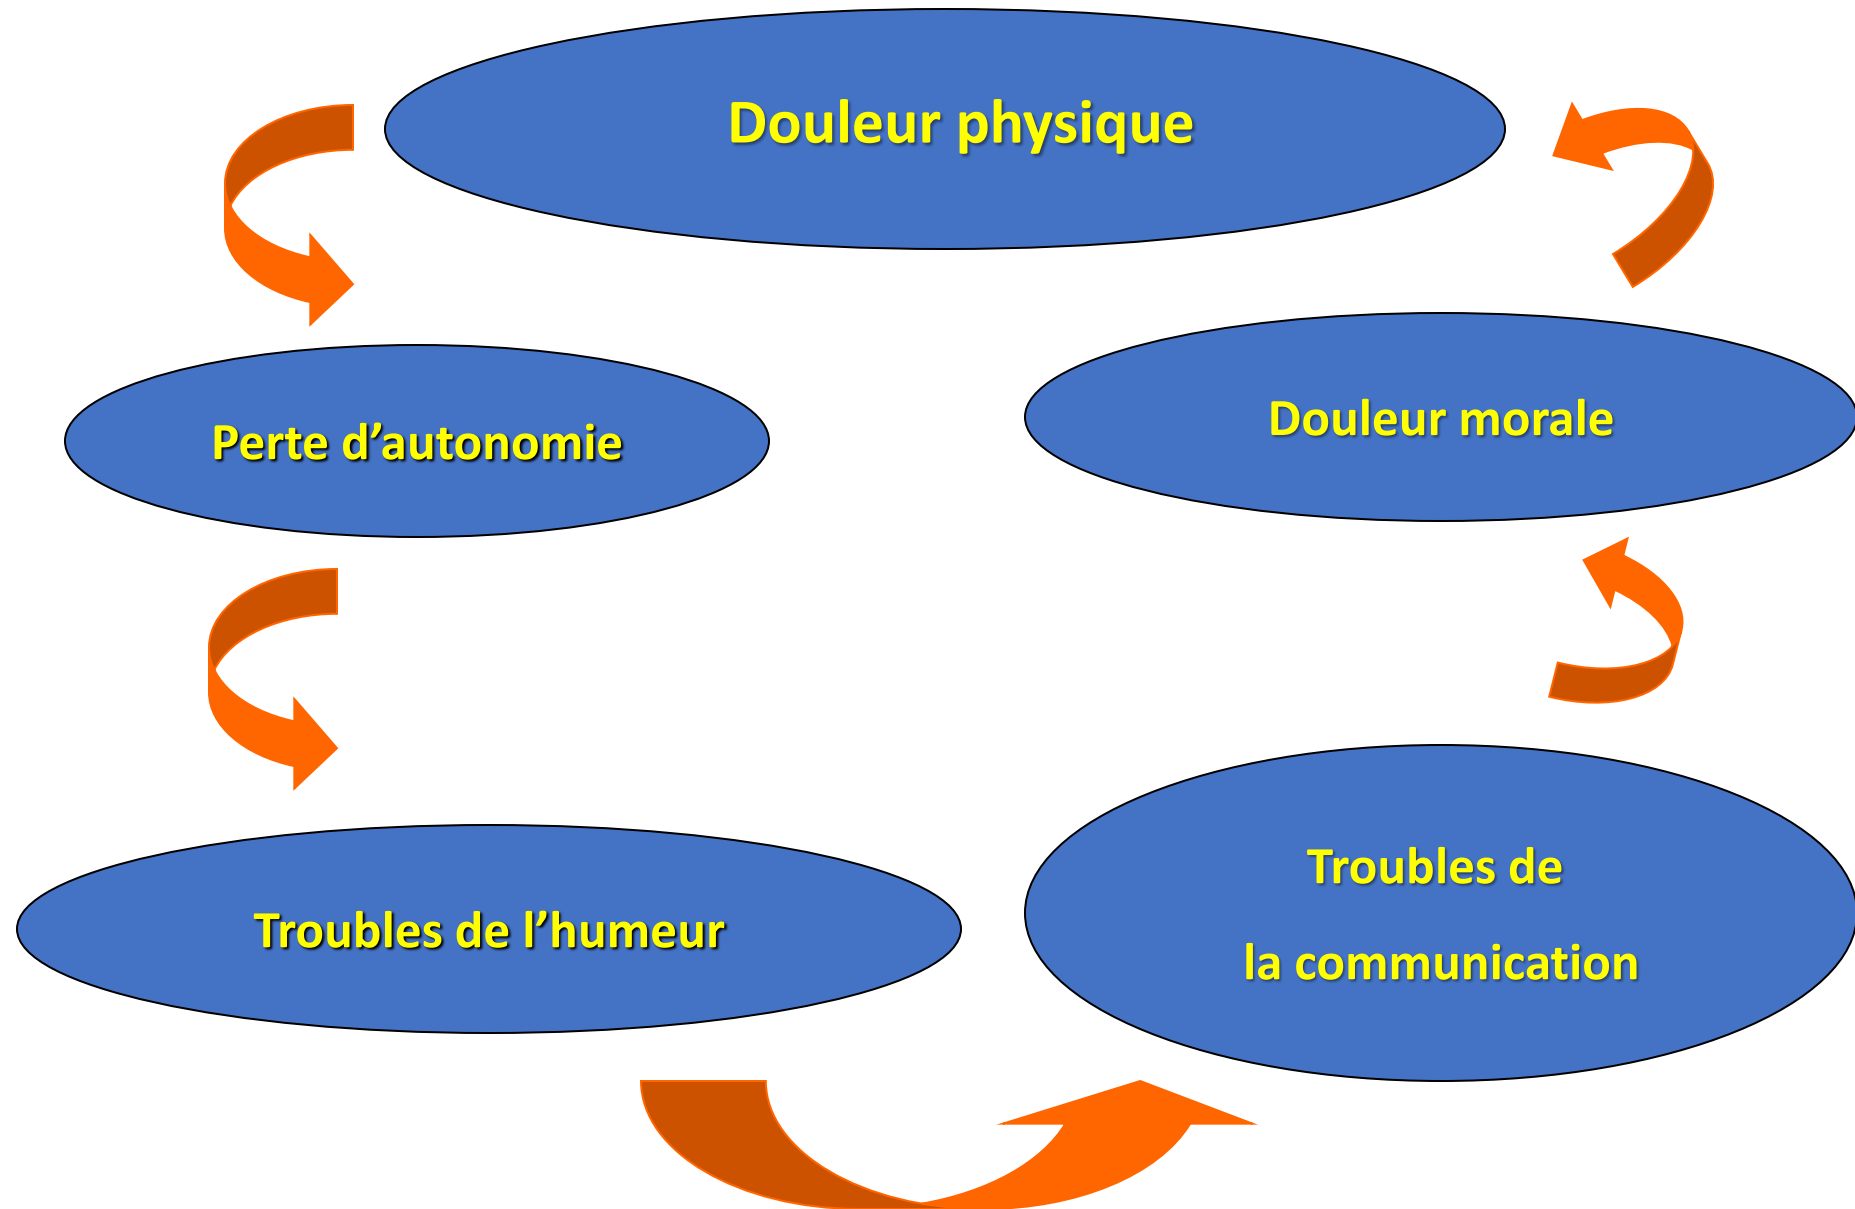 Douleur physique
Perte d’autonomie
Douleur morale
Troubles de l’humeur
Troubles de
la communication